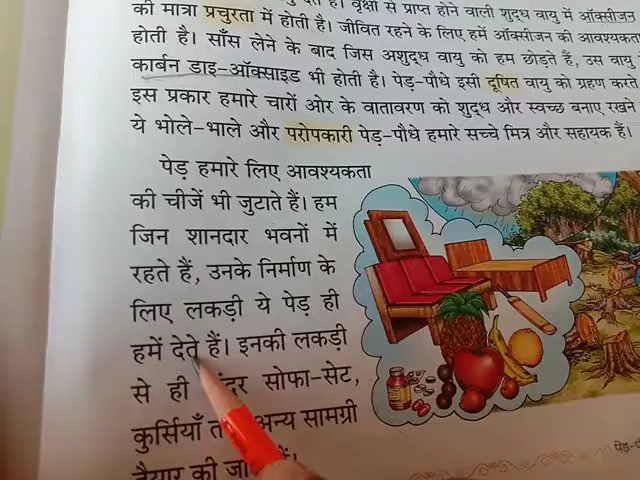 की मात्रा प्रचुरता में होती है। जीवित रहने के लिए हमें ऑक्सीजन की आवश्यकता
होती है। साँस लेने के बाद जिस अशुद्ध वायु को हम छोड़ते हैं, उस वायु
कार्बन डाइ-ऑक्साइड भी होती है। पेड़-पौधे इसी दूषित वायु को ग्रहण करते
इस प्रकार हमारे चारों ओर के वातावरण को शुद्ध और स्वच्छ बनाए रखने
ये भोले-भाले और परोपकारी पेड़-पौधे हमारे सच्चे मित्र और सहायक हैं।
पेड़ हमारे लिए आवश्यकता
की चीजें भी जुटाते हैं। हम
जिन शानदार भवनों में
रहते हैं, उनके निर्माण के
लिए लकड़ी ये पेड़ ही
हमें देते हैं। इनकी लकड़ी
से ही सोफा-सेट,
कुर्सियाँ अन्य सामग्री
तैयार की